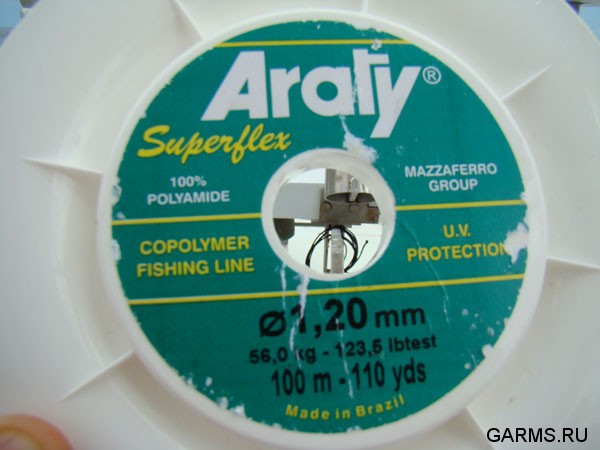 Araty®
Superflex
100%
POLYAMIDE
MAZZAFERRO
GROUP
COPOLYMER
FISHING LINE
U.V.
PROTECTION
ø1,20 mm
56,0 kg - 123,5 lbtest
100 m - 110 yds
Made in Brazil
GARMS.RU